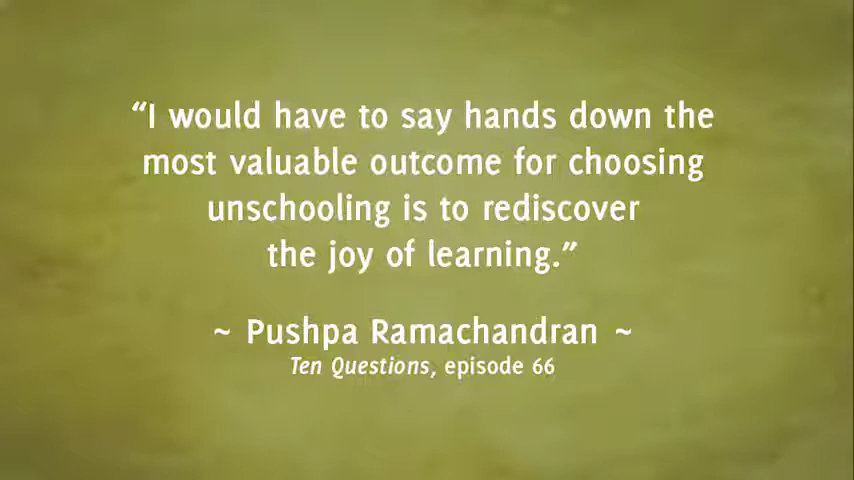 “I would have to say hands down the
most valuable outcome for choosing
unschooling is to rediscover
the joy of learning.”
~ Pushpa Ramachandran ~
Ten Questions, episode 66